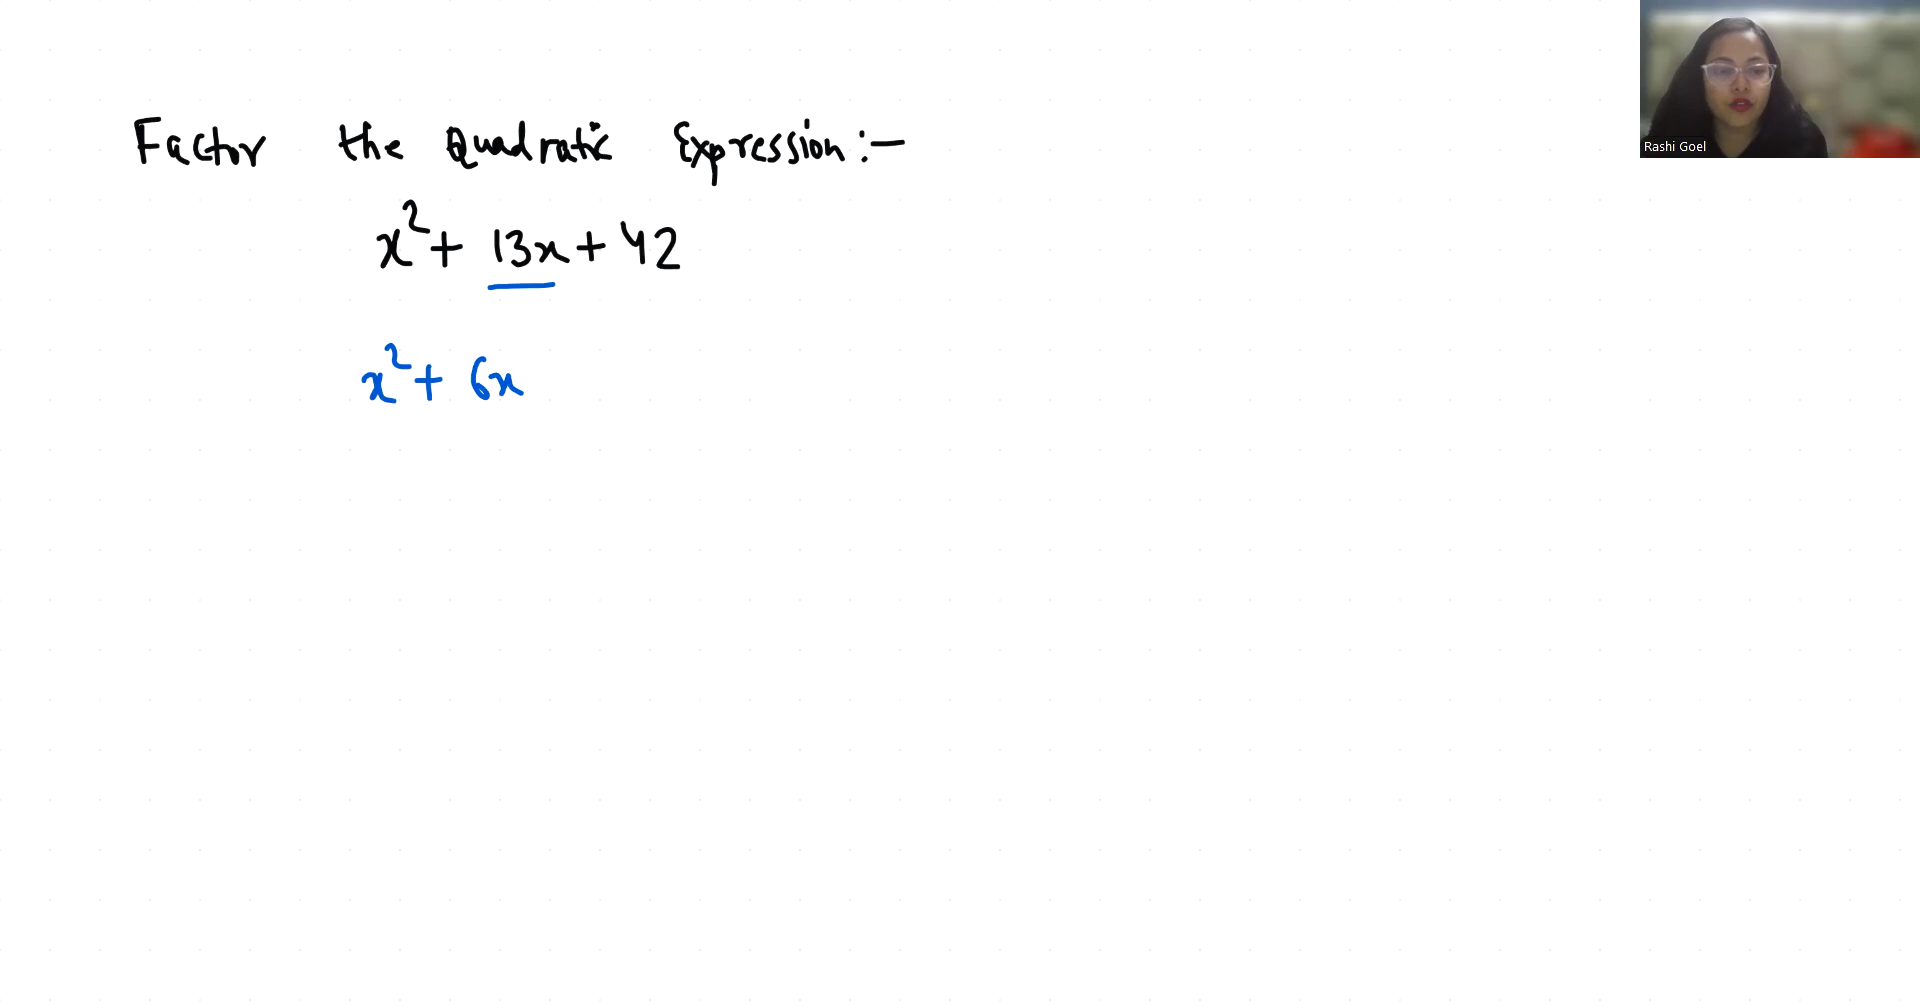 Factor the Quadratic Expression:-
Rashi Goel
x² + 13x + 42
x² + 6x